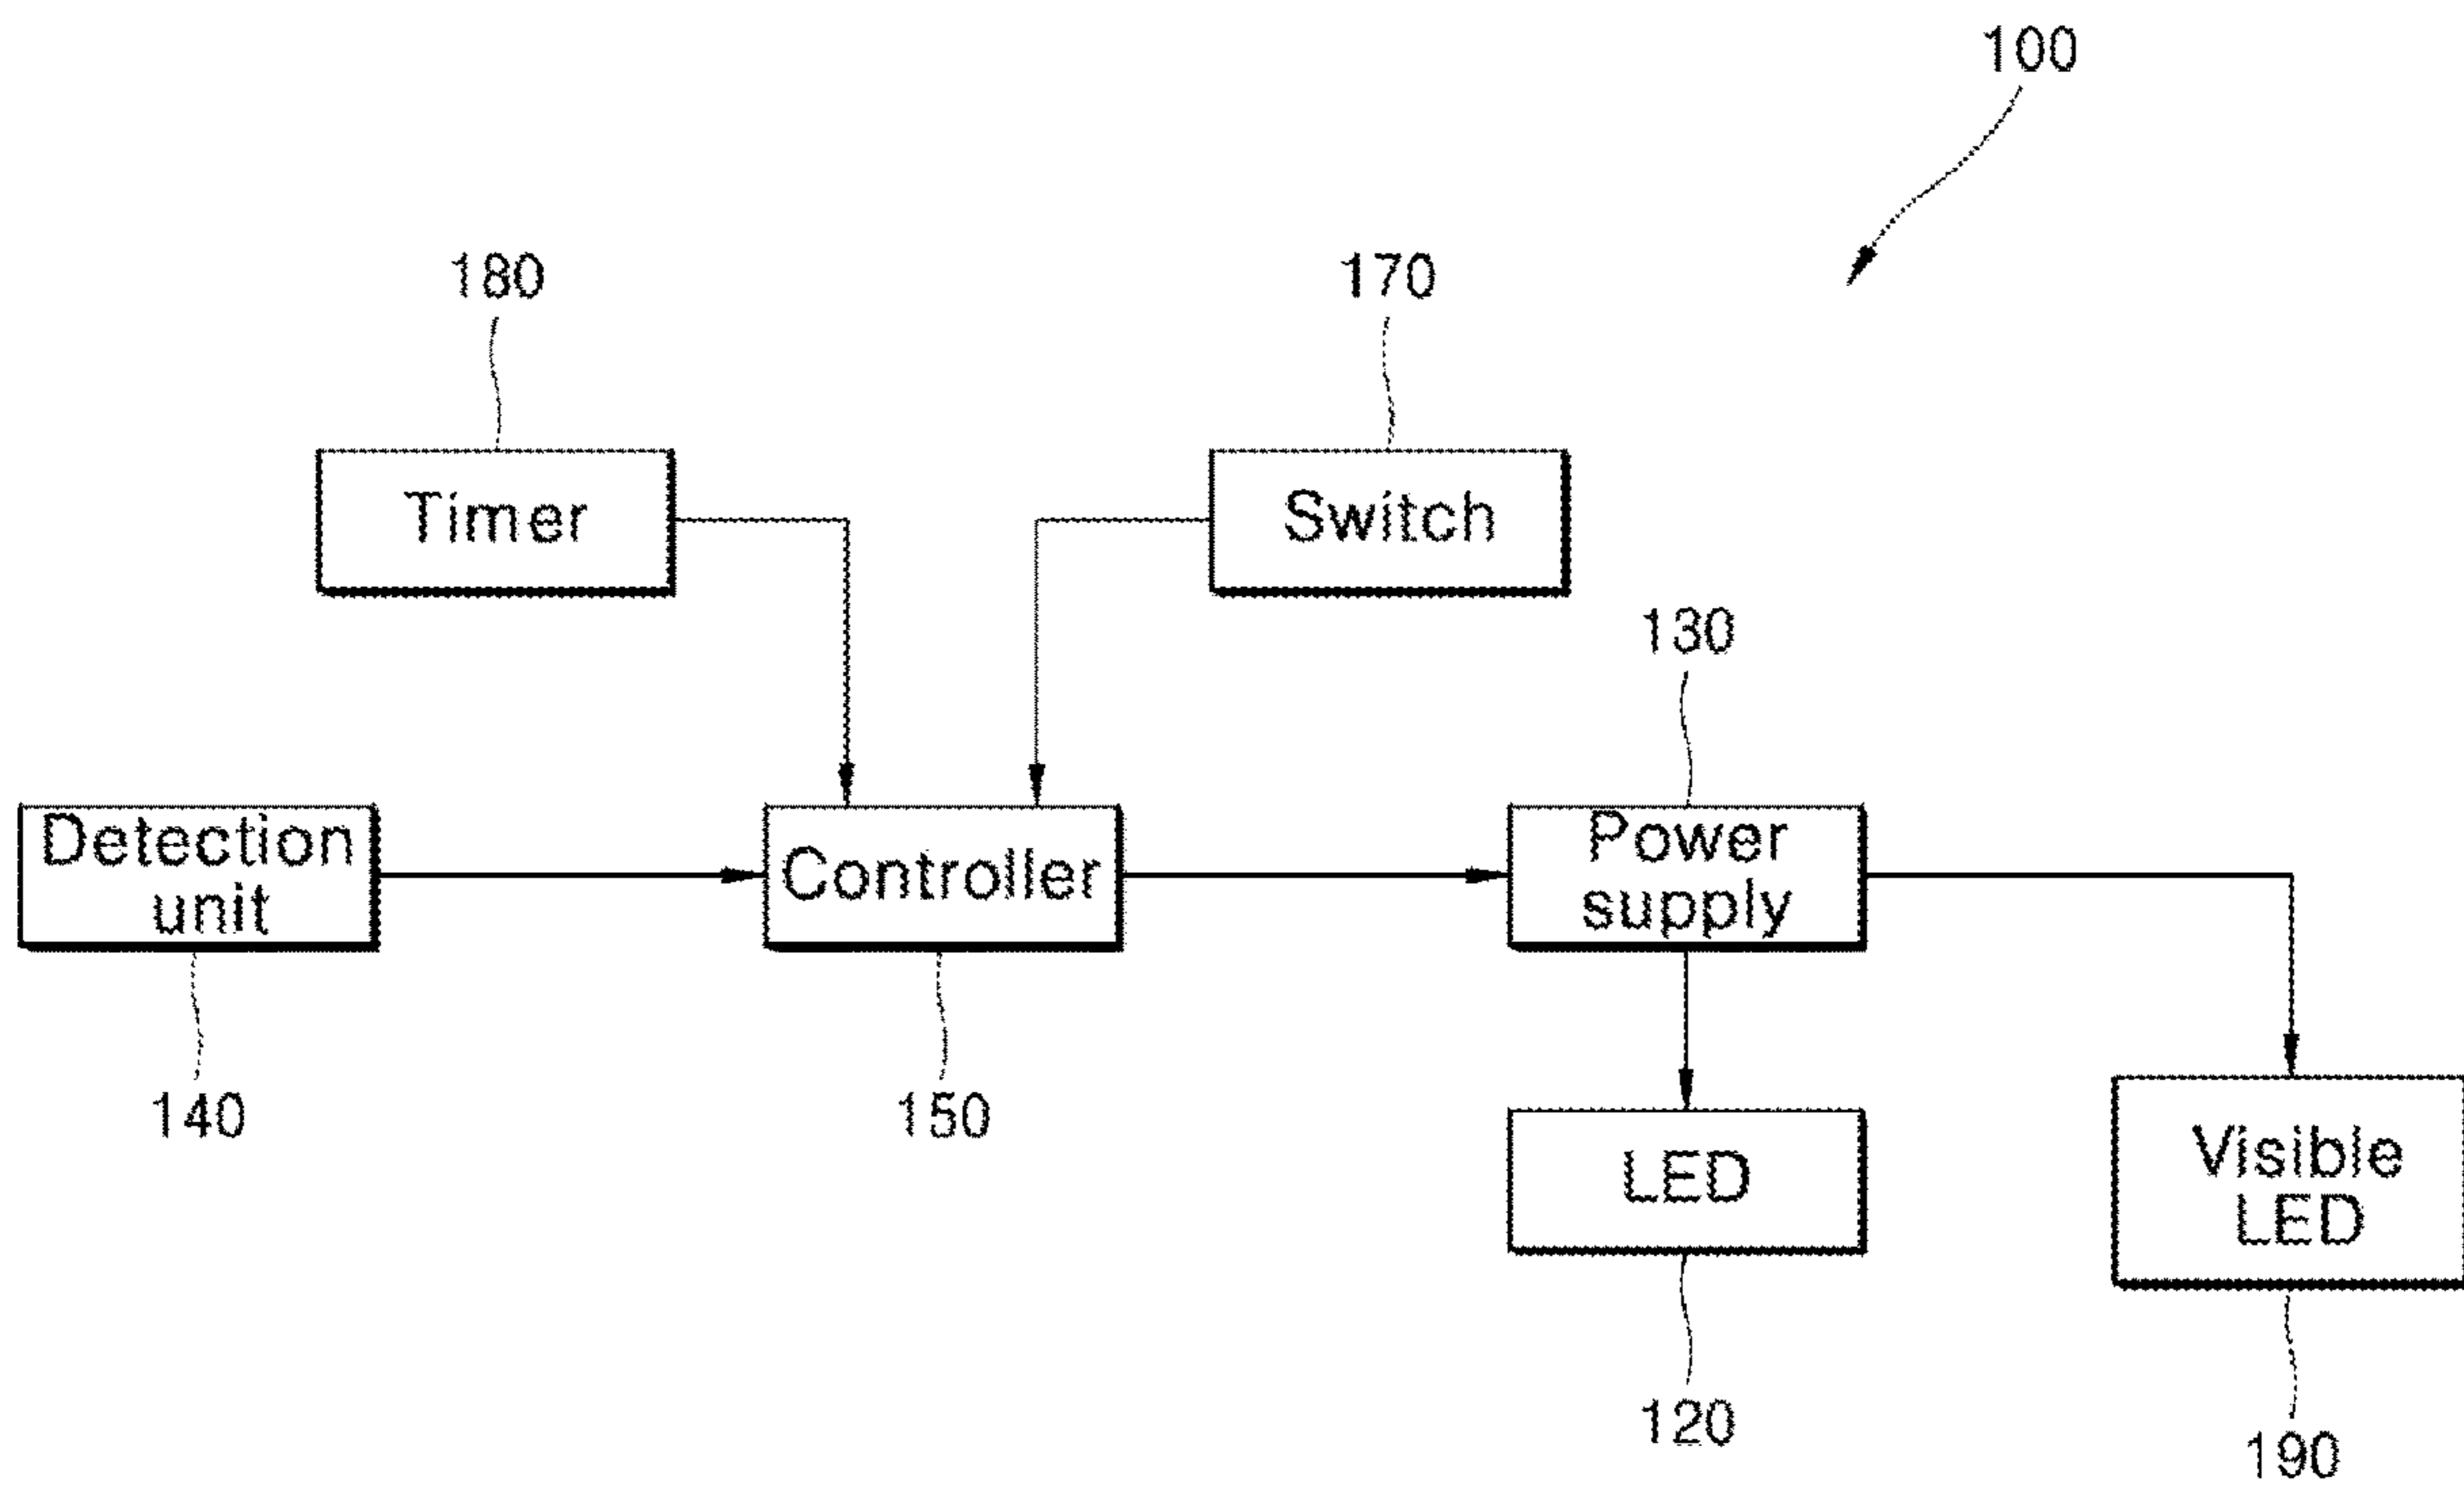 100
180
170
Timer
Switch
130
Detection
unit
Controller
Power
supply
140
150
LED
Visible
LED
120
190